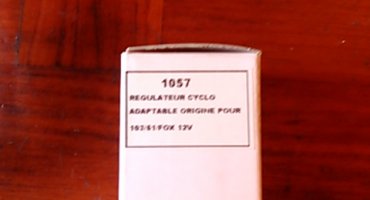 1057
REGULATEUR CYCLO
ADAPTABLE ORIGINE POUR
103/51/FOX 12V